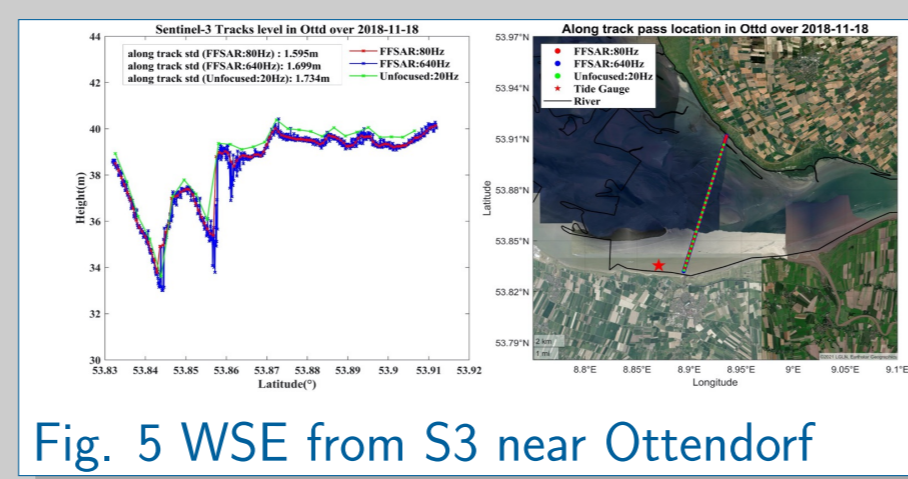 Sentinel-3 Tracks level in Ottd over 2018-11-18
along track std (FFSAR:80Hz) : 1.595m
along track std (FFSAR:640Hz): 1.699m
along track std (Unfocused:20Hz): 1.734m
FFSAR:80Hz
FFSAR:640Hz
Unfocused:20Hz
44
42
40
38
36
34
32
30
Height(m)
53.83 53.84 53.85 53.86 53.87 53.88 53.89 53.9 53.91 53.92
Latitude(°)
Along track pass location in Ottd over 2018-11-18
FFSAR:80Hz
FFSAR:640Hz
Unfocused:20Hz
Tide Gauge
River
53.97°N
53.94°N
53.91°N
53.88°N
53.85°N
53.82°N
53.79°N
Latitude
2 km
1 mi
8.8°E 8.85°E 8.9°E 8.95°E 9°E 9.05°E 9.1°E
Longitude
Fig. 5 WSE from S3 near Ottendorf